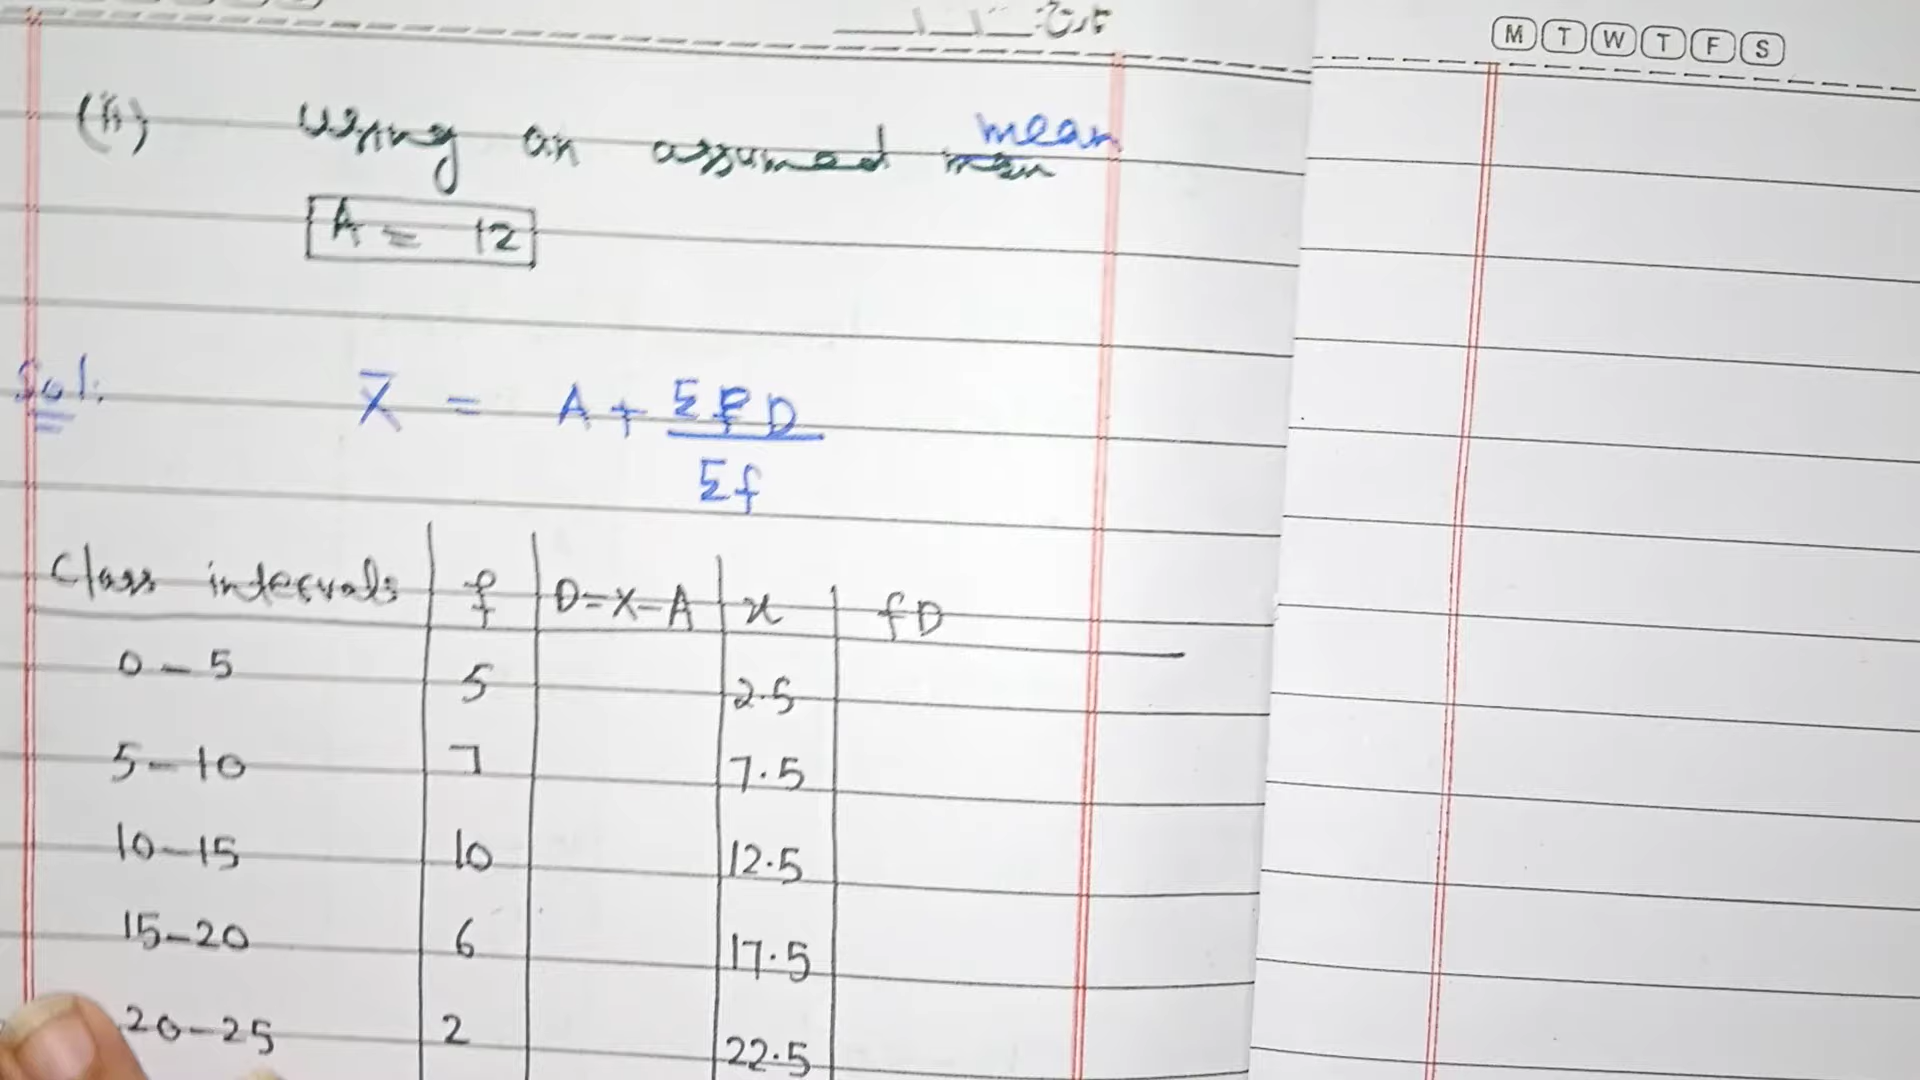 تاریخ:
M T W T F S
(ii) Using an assumed mean
A = 12
Sol: X̄ = A + ΣfD
Σf
Class intervals f D=X-A x fD
0-5 5 2.5
5-10 7 7.5
10-15 10 12.5
15-20 6 17.5
20-25 2 22.5